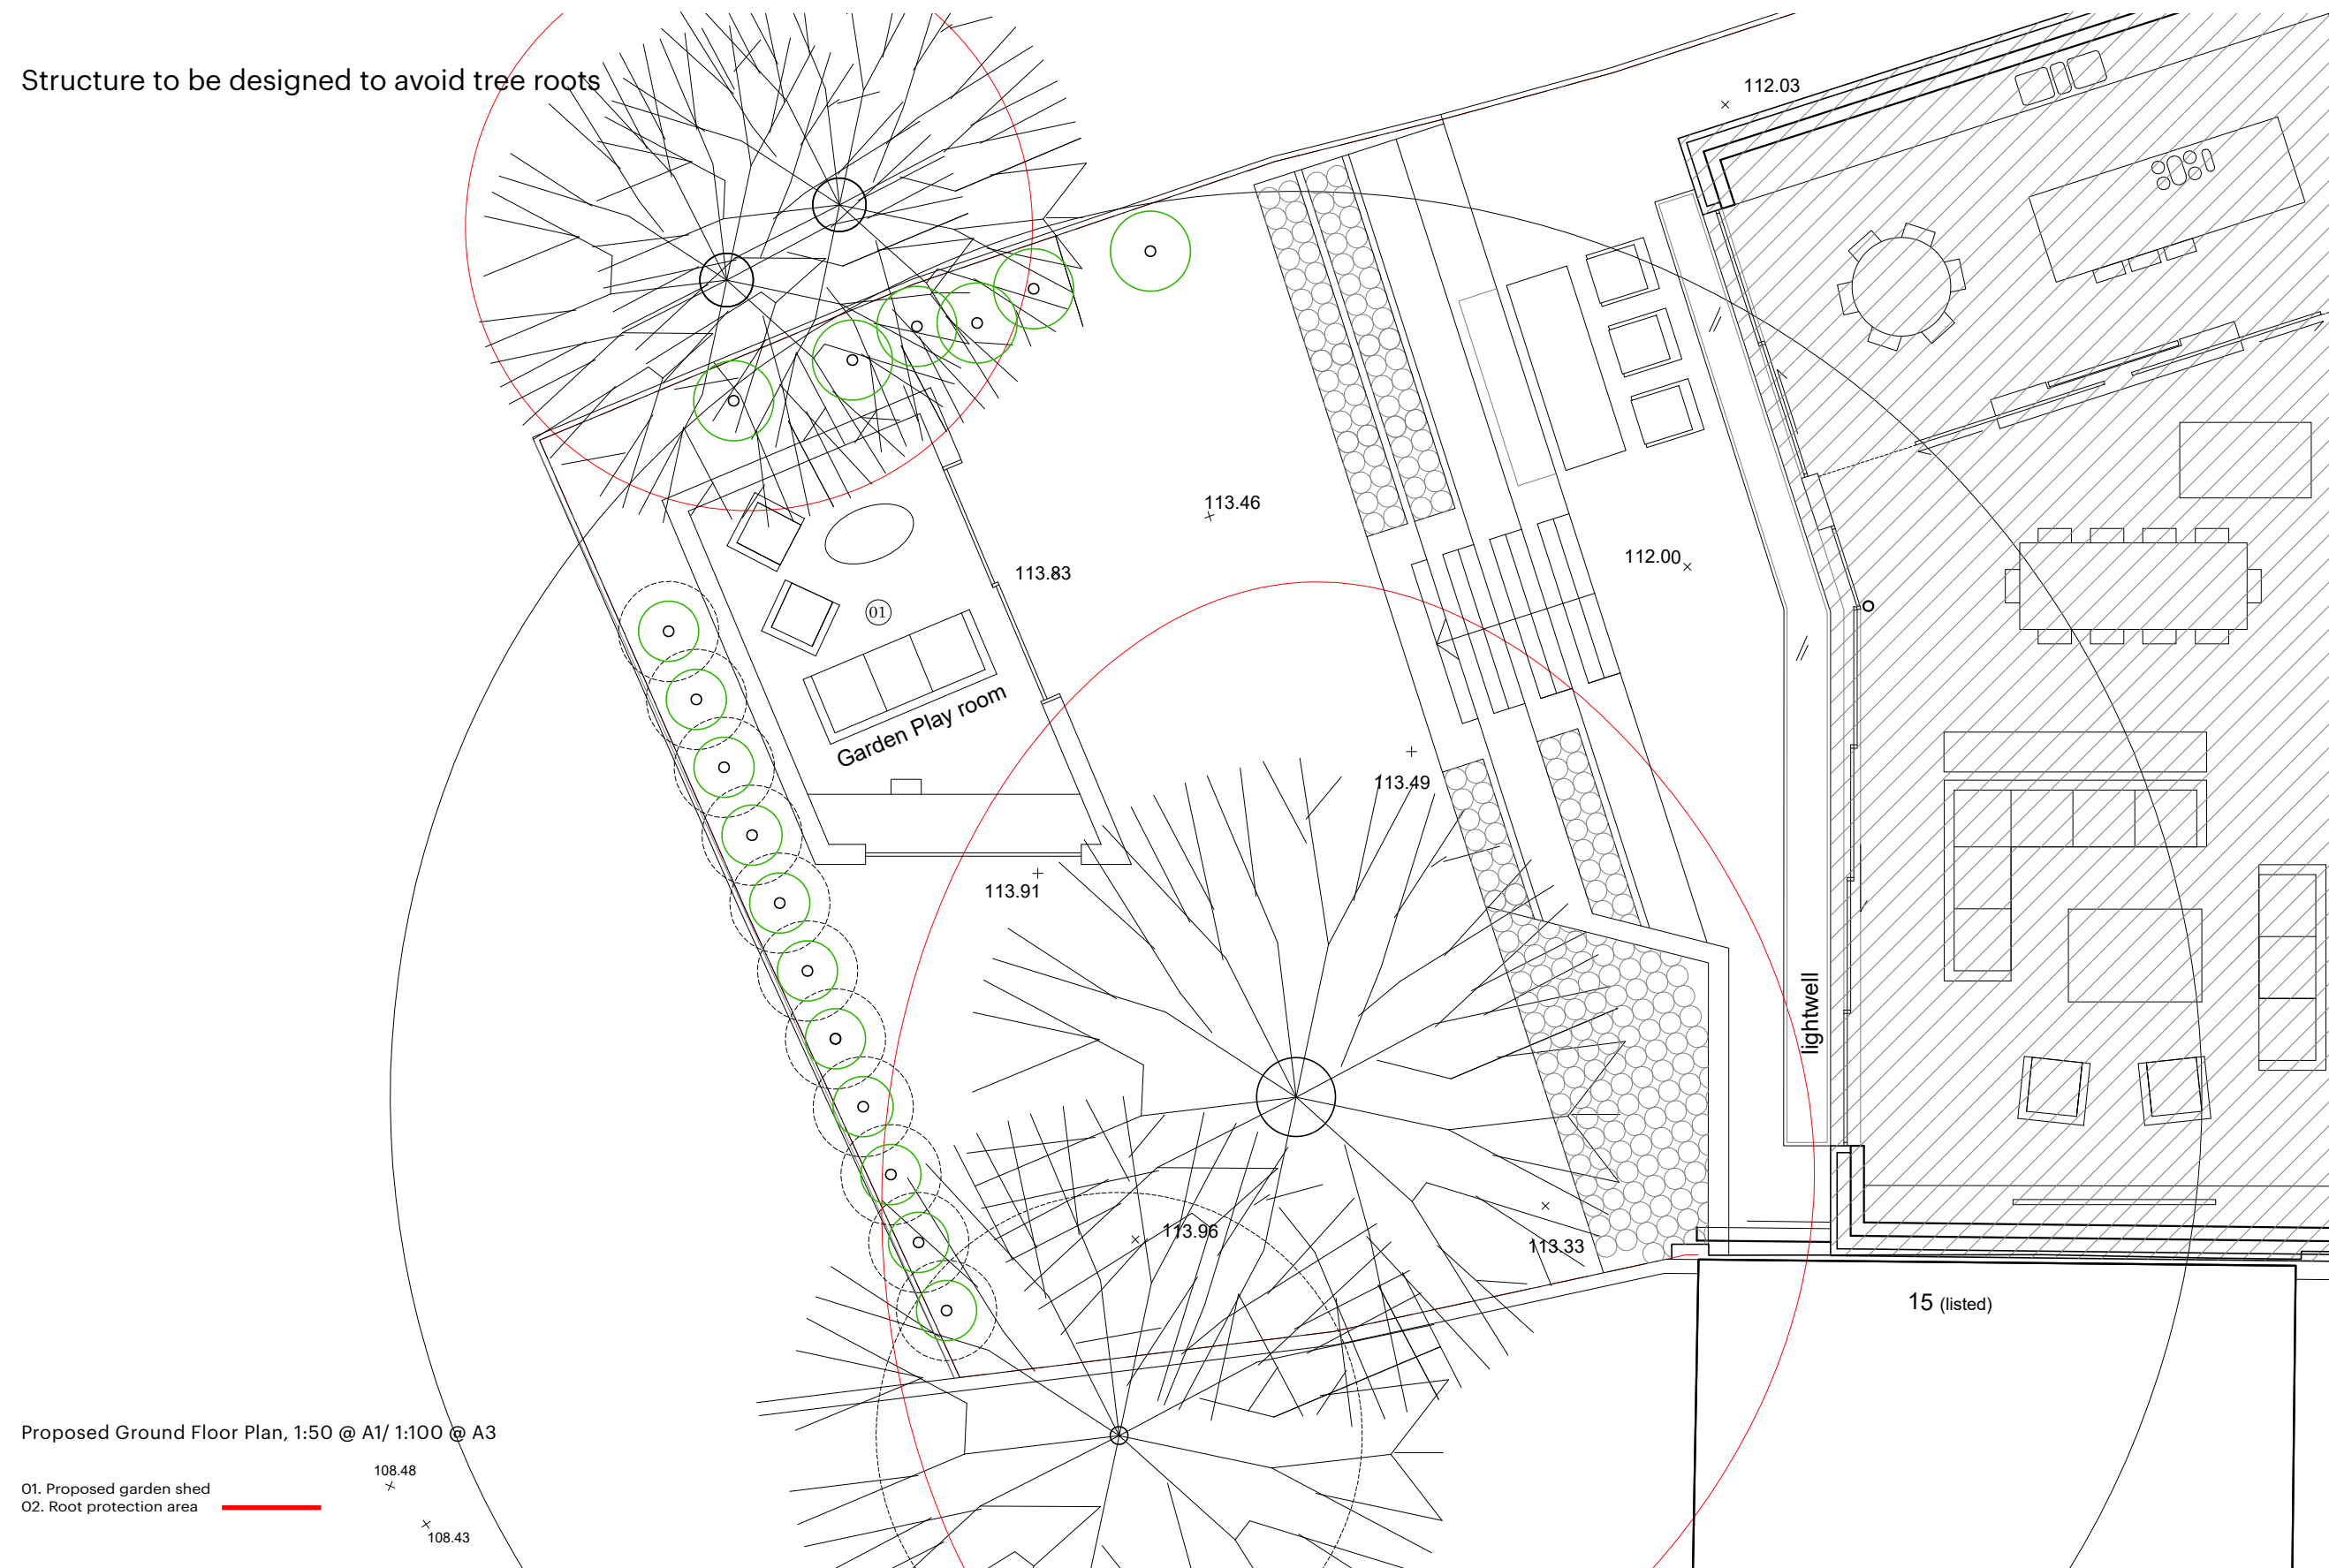 Structure to be designed to avoid tree roots
112.03
113.46
112.00
113.83
01
Garden Play room
113.49
113.91
lightwell
113.96
113.33
15 (listed)
Proposed Ground Floor Plan, 1:50 @ A1/ 1:100 @ A3
108.48
01. Proposed garden shed
02. Root protection area
108.43